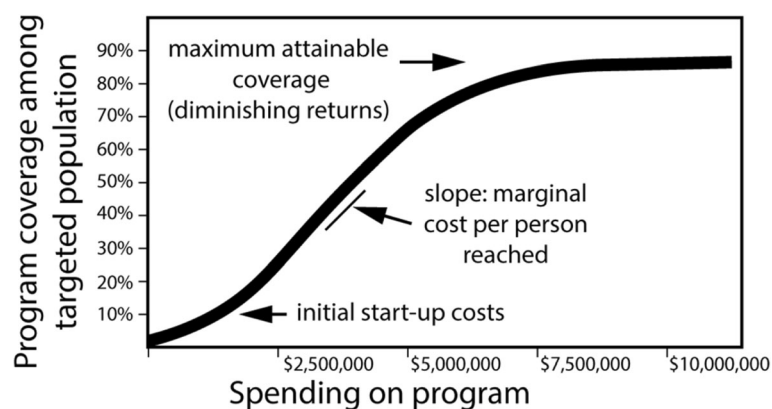 Program coverage among
targeted population
90%
80%
70%
60%
50%
40%
30%
20%
10%
maximum attainable
coverage
(diminishing returns)
slope: marginal
cost per person
reached
initial start-up costs
$2,500,000
$5,000,000
$7,500,000
$10,000,000
Spending on program